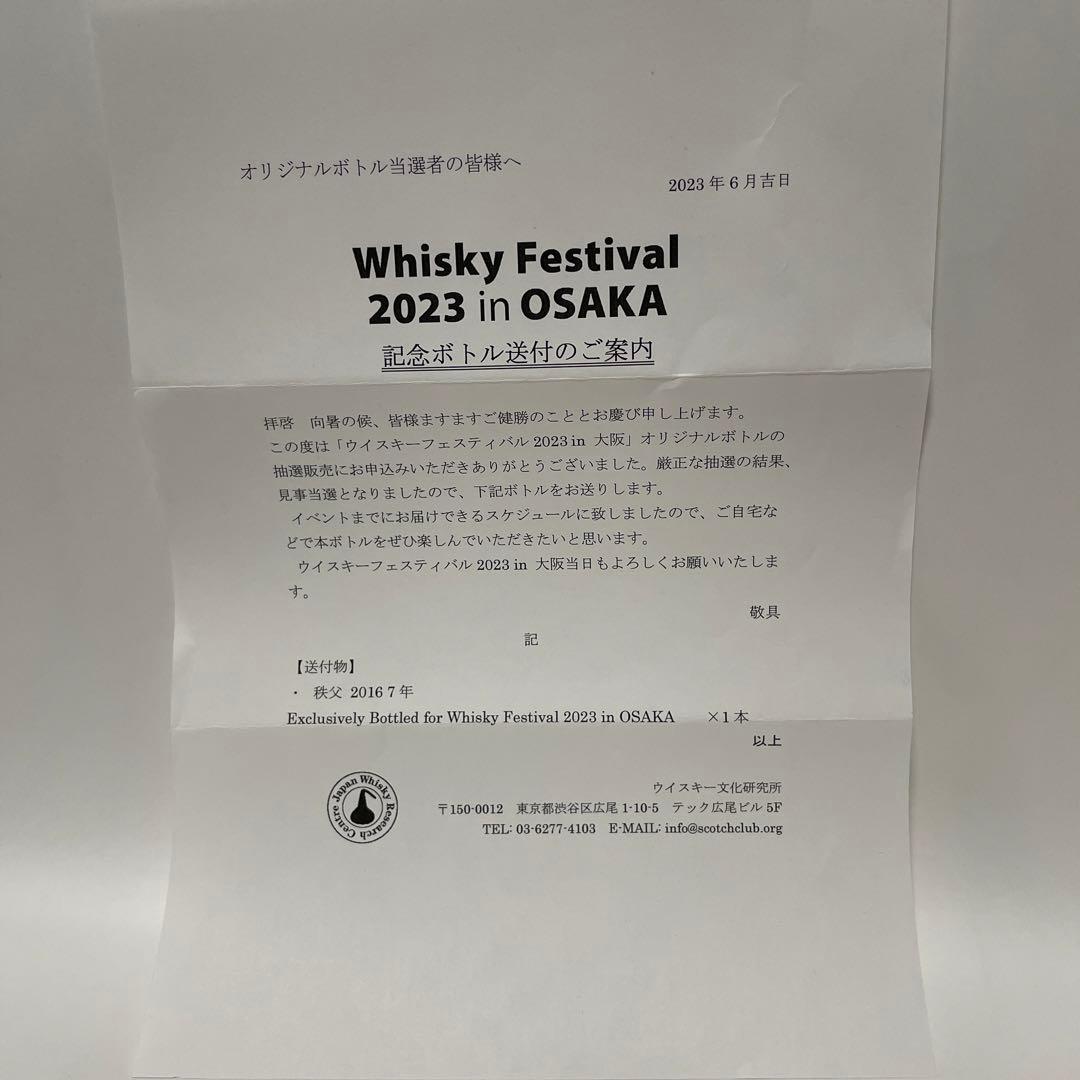 オリジナルボトル当選者の皆様へ
2023年6月吉日
Whisky Festival
2023 in OSAKA
記念ボトル送付のご案内
拝啓　向暑の候、皆様ますますご健勝のこととお慶び申し上げます。
この度は「ウイスキーフェスティバル 2023 in 大阪」オリジナルボトルの
抽選販売にお申込みいただきありがとうございました。厳正な抽選の結果、
見事当選となりましたので、下記ボトルをお送りします。
イベントまでにお届けできるスケジュールに致しましたので、ご自宅な
どで本ボトルをぜひ楽しんでいただきたいと思います。
ウイスキーフェスティバル 2023 in 大阪当日もよろしくお願いいたしま
す。
敬具
記
【送付物】
・ 秩父 2016 7年
Exclusively Bottled for Whisky Festival 2023 in OSAKA　×1本
以上
Japan Whisky Research Centre
ウイスキー文化研究所
〒150-0012　東京都渋谷区広尾 1-10-5　テック広尾ビル 5F
TEL: 03-6277-4103　E-MAIL: info@scotchclub.org